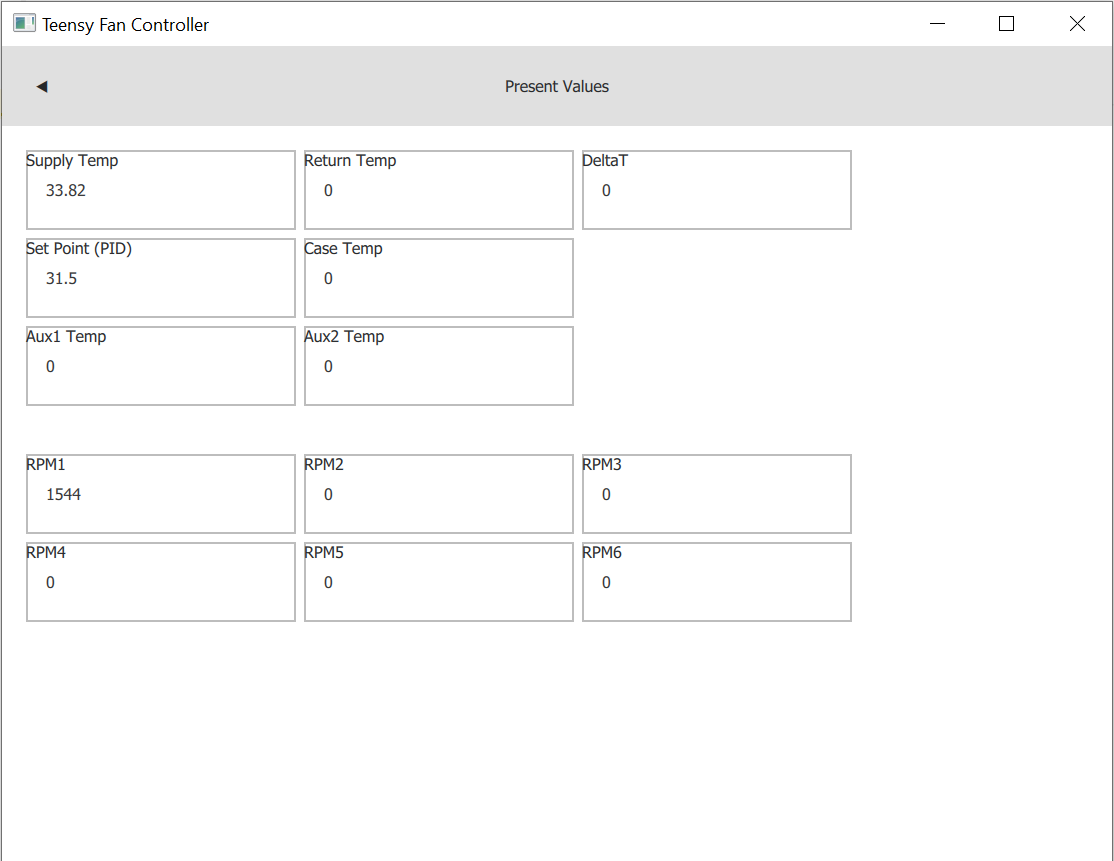 Teensy Fan Controller
Present Values
Supply Temp Return Temp DeltaT
33.82 0 0
Set Point (PID) Case Temp
31.5 0
Aux1 Temp Aux2 Temp
0 0
RPM1 RPM2 RPM3
1544 0 0
RPM4 RPM5 RPM6
0 0 0